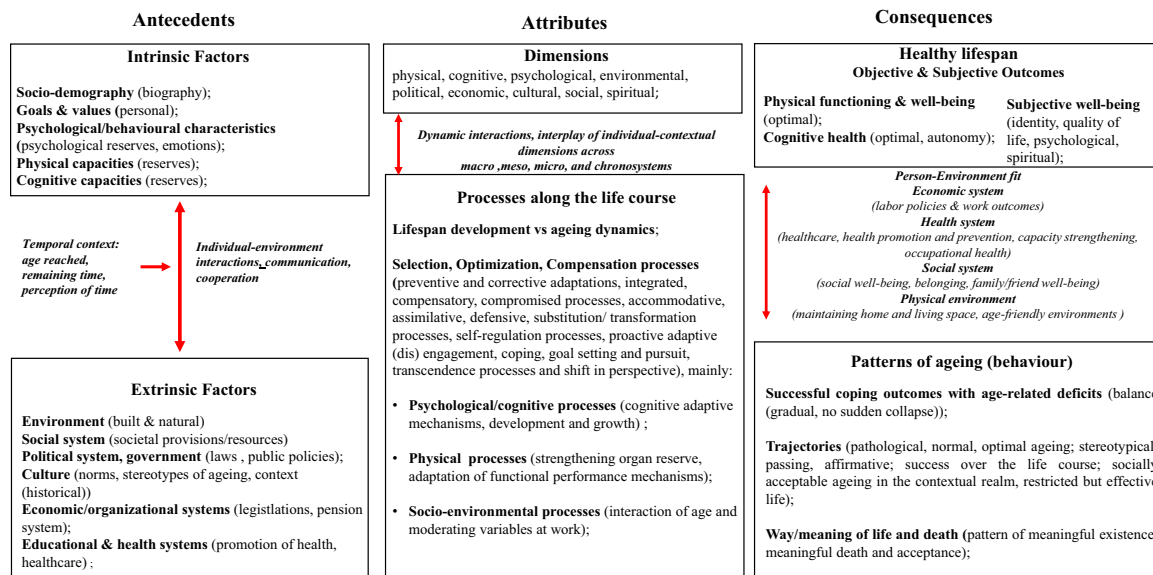 Antecedents
Intrinsic Factors
Socio-demography (biography);
Goals & values (personal);
Psychological/behavioural characteristics
(psychological reserves, emotions);
Physical capacities (reserves);
Cognitive capacities (reserves);
Temporal context:
age reached,
remaining time,
perception of time
Individual-environment
interactions, communication,
cooperation
Extrinsic Factors
Environment (built & natural)
Social system (societal provisions/resources)
Political system, government (laws , public policies);
Culture (norms, stereotypes of ageing, context
(historical))
Economic/organizational systems (legistlations, pension
system);
Educational & health systems (promotion of health,
healthcare) ;
Attributes
Dimensions
physical, cognitive, psychological, environmental,
political, economic, cultural, social, spiritual;
Dynamic interactions, interplay of individual-contextual
dimensions across
macro ,meso, micro, and chronosystems
Processes along the life course
Lifespan development vs ageing dynamics;
Selection, Optimization, Compensation processes
(preventive and corrective adaptations, integrated,
compensatory, compromised processes, accommodative,
assimilative, defensive, substitution/ transformation
processes, self-regulation processes, proactive adaptive
(dis) engagement, coping, goal setting and pursuit,
transcendence processes and shift in perspective), mainly:
• Psychological/cognitive processes (cognitive adaptive
mechanisms, development and growth) ;
• Physical processes (strengthening organ reserve,
adaptation of functional performance mechanisms);
• Socio-environmental processes (interaction of age and
moderating variables at work);
Consequences
Healthy lifespan
Objective & Subjective Outcomes
Physical functioning & well-being
(optimal);
Cognitive health (optimal, autonomy);
Subjective well-being
(identity, quality of
life, psychological,
spiritual);
Person-Environment fit
Economic system
(labor policies & work outcomes)
Health system
(healthcare, health promotion and prevention, capacity strengthening,
occupational health)
Social system
(social well-being, belonging, family/friend well-being)
Physical environment
(maintaining home and living space, age-friendly environments )
Patterns of ageing (behaviour)
Successful coping outcomes with age-related deficits (balance
(gradual, no sudden collapse));
Trajectories (pathological, normal, optimal ageing; stereotypical,
passing, affirmative; success over the life course; socially
acceptable ageing in the contextual realm, restricted but effective
life);
Way/meaning of life and death (pattern of meaningful existence,
meaningful death and acceptance);